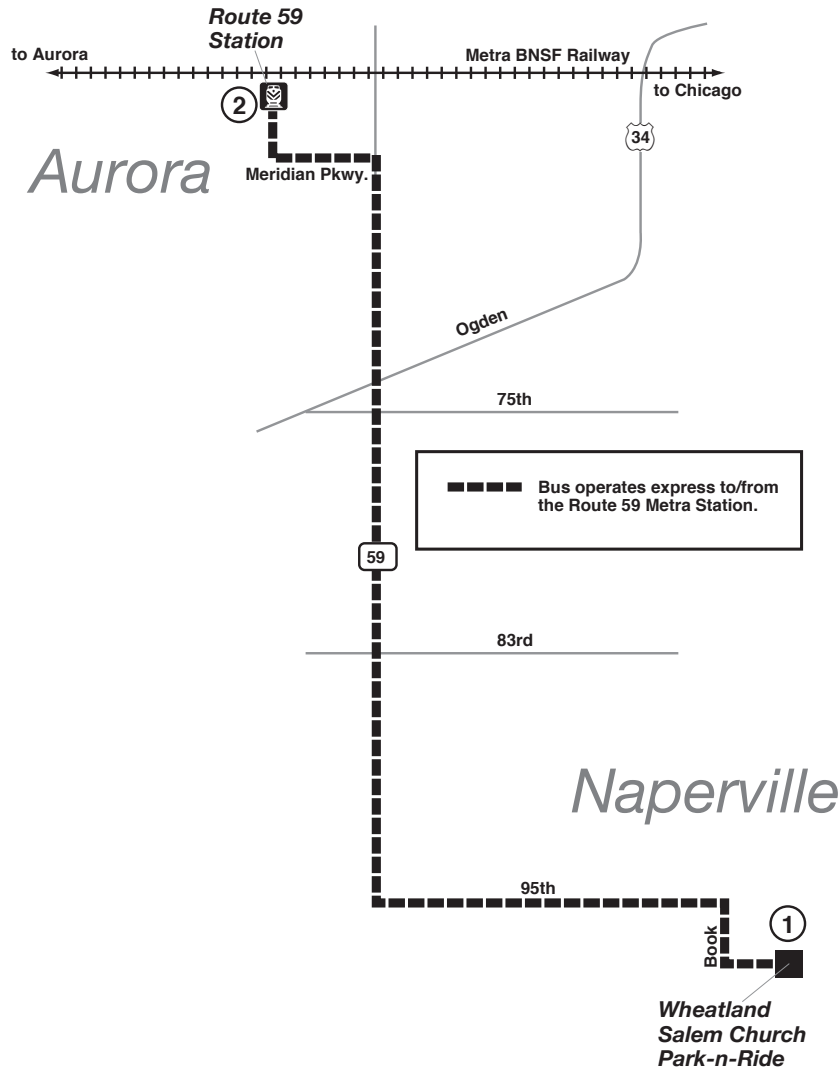 Route 59
Station
to Aurora
Metra BNSF Railway
to Chicago
2
34
Aurora
Meridian Pkwy.
Ogden
75th
Bus operates express to/from
the Route 59 Metra Station.
59
83rd
Naperville
95th
1
Book
Wheatland
Salem Church
Park-n-Ride